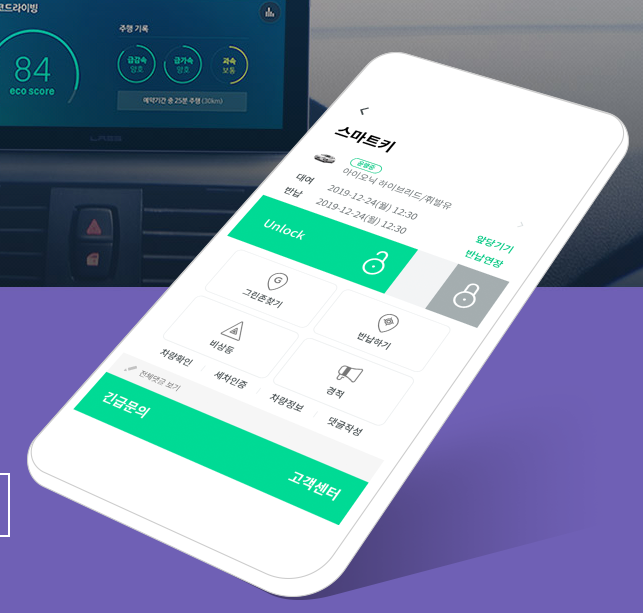 코드라이빙
주행 기록
84
eco score
급감속
양호
급가속
양호
과속
보통
예약기간 총 25분 주행 (30km)
스마트키
운행중
아이오닉 하이브리드/휘발유
대여 2019-12-24(월) 12:30
반납 2019-12-24(월) 12:30
앞당기기
반납연장
Unlock
G
그린존찾기
반납하기
비상등
경적
차량확인
세차인증
차량정보
댓글작성
전체댓글 보기
긴급문의
고객센터